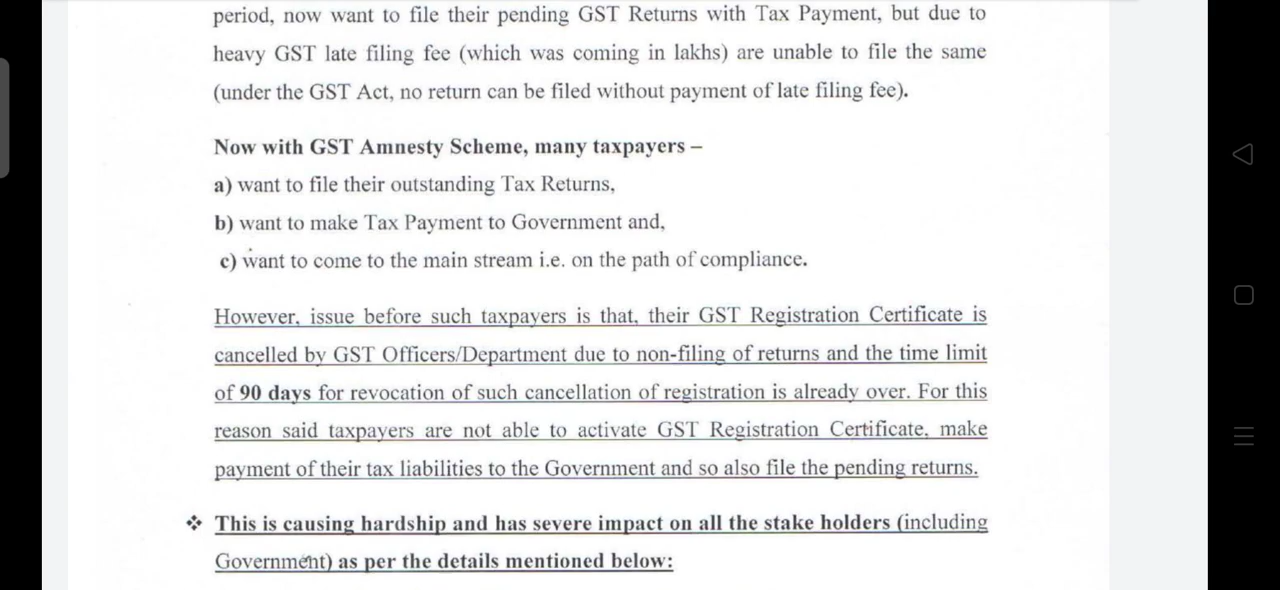 period, now want to file their pending GST Returns with Tax Payment, but due to
heavy GST late filing fee (which was coming in lakhs) are unable to file the same
(under the GST Act, no return can be filed without payment of late filing fee).
Now with GST Amnesty Scheme, many taxpayers –
a) want to file their outstanding Tax Returns,
b) want to make Tax Payment to Government and,
c) want to come to the main stream i.e. on the path of compliance.
However, issue before such taxpayers is that, their GST Registration Certificate is
cancelled by GST Officers/Department due to non-filing of returns and the time limit
of 90 days for revocation of such cancellation of registration is already over. For this
reason said taxpayers are not able to activate GST Registration Certificate, make
payment of their tax liabilities to the Government and so also file the pending returns.
❖ This is causing hardship and has severe impact on all the stake holders (including
Government) as per the details mentioned below: